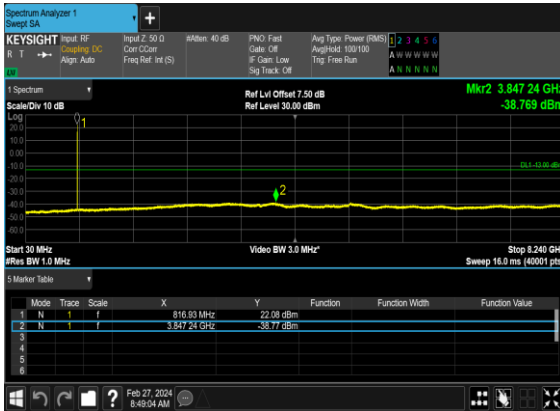 Spectrum Analyzer 1
Swept SA
+
KEYSIGHT Input: RF Input Z: 50 Ω #Atten: 40 dB PNO: Fast Avg Type: Power (RMS) 1 2 3 4 5 6
R T Coupling: DC Corr CCorr Gate: Off Avg|Hold: 100/100 A W W W W W
Align: Auto Freq Ref: Int (S) IF Gain: Low Trig: Free Run
LXI Sig Track: Off A N N N N N
1 Spectrum Ref Lvl Offset 7.50 dB Mkr2 3.847 24 GHz
Scale/Div 10 dB Ref Level 30.00 dBm -38.769 dBm
Log
20.0
10.0
0.00
-10.0
-20.0
-30.0
-40.0
-50.0
-60.0
1
DL1 -13.00 dBm
2
Start 30 MHz Video BW 3.0 MHz* Stop 8.240 GHz
#Res BW 1.0 MHz Sweep 16.0 ms (40001 pts)
5 Marker Table
Mode Trace Scale X Y Function Function Width Function Value
1 N 1 f 816.93 MHz 22.08 dBm
2 N 1 f 3.847 24 GHz -38.77 dBm
3
4
5
6
? Feb 27, 2024
8:49:04 AM